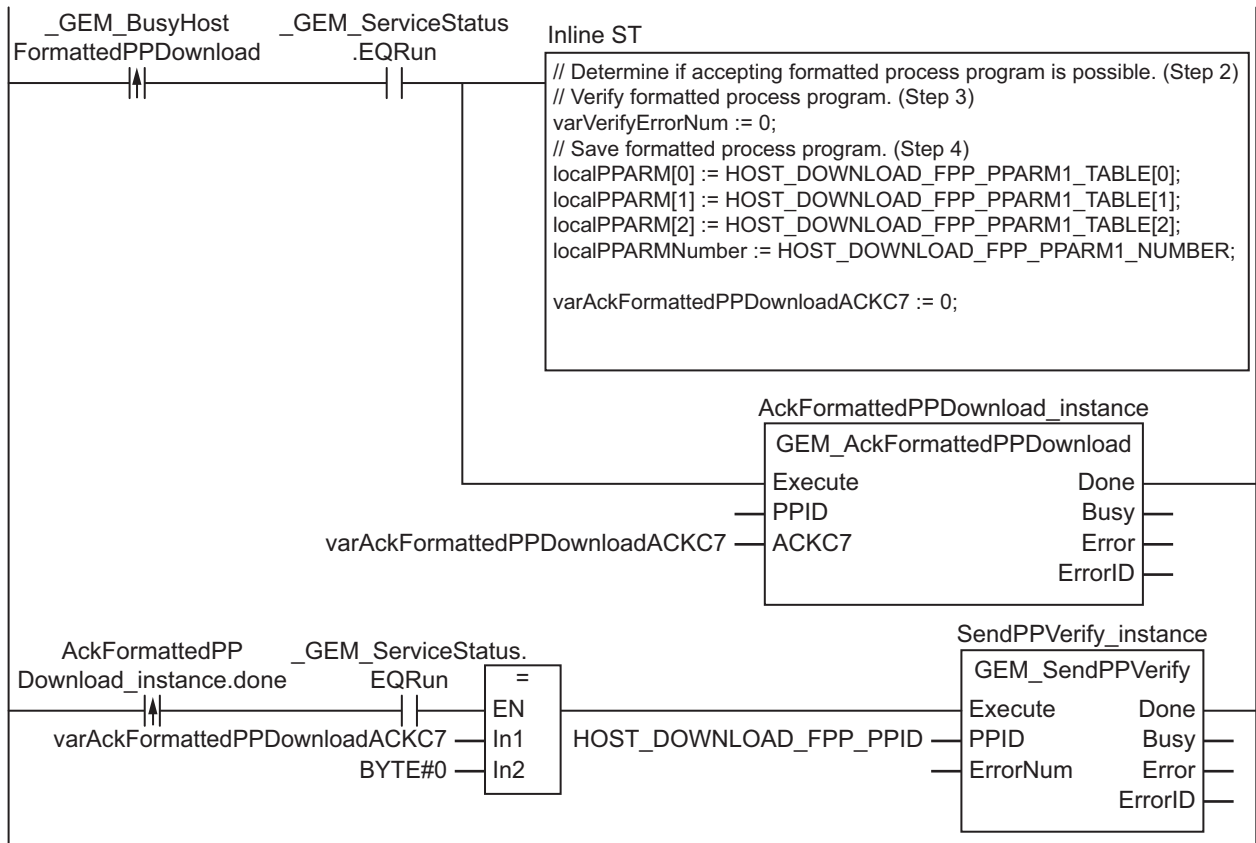 _GEM_BusyHost
FormattedPPDownload
_GEM_ServiceStatus
.EQRun
Inline ST
// Determine if accepting formatted process program is possible. (Step 2)
// Verify formatted process program. (Step 3)
varVerifyErrorNum := 0;
// Save formatted process program. (Step 4)
localPPARM[0] := HOST_DOWNLOAD_FPP_PPARM1_TABLE[0];
localPPARM[1] := HOST_DOWNLOAD_FPP_PPARM1_TABLE[1];
localPPARM[2] := HOST_DOWNLOAD_FPP_PPARM1_TABLE[2];
localPPARMNumber := HOST_DOWNLOAD_FPP_PPARM1_NUMBER;
varAckFormattedPPDownloadACKC7 := 0;
AckFormattedPPDownload_instance
GEM_AckFormattedPPDownload
Execute Done
PPID Busy
varAckFormattedPPDownloadACKC7 ACKC7 Error
ErrorID
AckFormattedPP
Download_instance.done
_GEM_ServiceStatus.
EQRun
=
EN
varAckFormattedPPDownloadACKC7 In1
BYTE#0 In2
SendPPVerify_instance
GEM_SendPPVerify
Execute Done
HOST_DOWNLOAD_FPP_PPID PPID Busy
ErrorNum Error
ErrorID